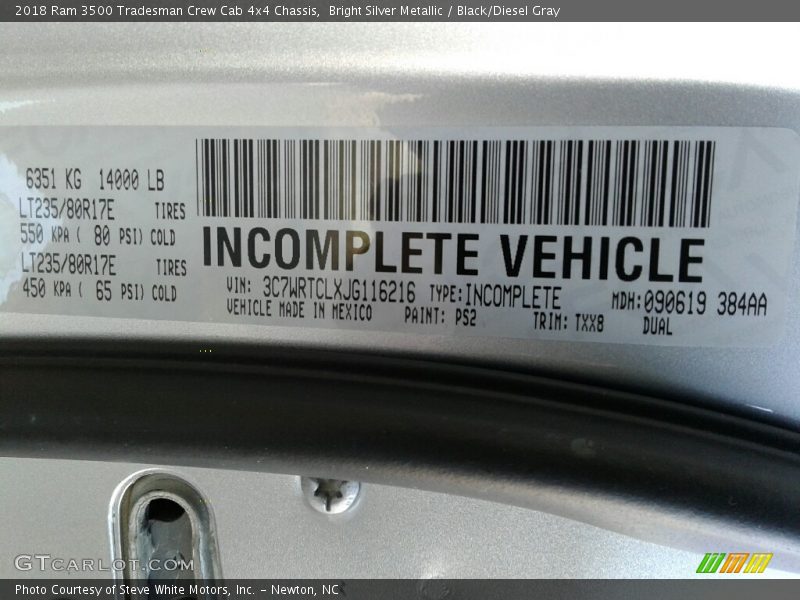 2018 Ram 3500 Tradesman Crew Cab 4x4 Chassis,  Bright Silver Metallic / Black/Diesel Gray
6351 KG 14000 LB
LT235/80R17E TIRES
550 KPA ( 80 PSI) COLD
LT235/80R17E TIRES
450 KPA ( 65 PSI) COLD
INCOMPLETE VEHICLE
VIN: 3C7WRTCLXJG116216 TYPE:INCOMPLETE MDH:090619 384AA
VEHICLE MADE IN MEXICO PAINT: PS2 TRIM: TXX8 DUAL
GTCARLOT.COM
Photo Courtesy of Steve White Motors, Inc. – Newton, NC